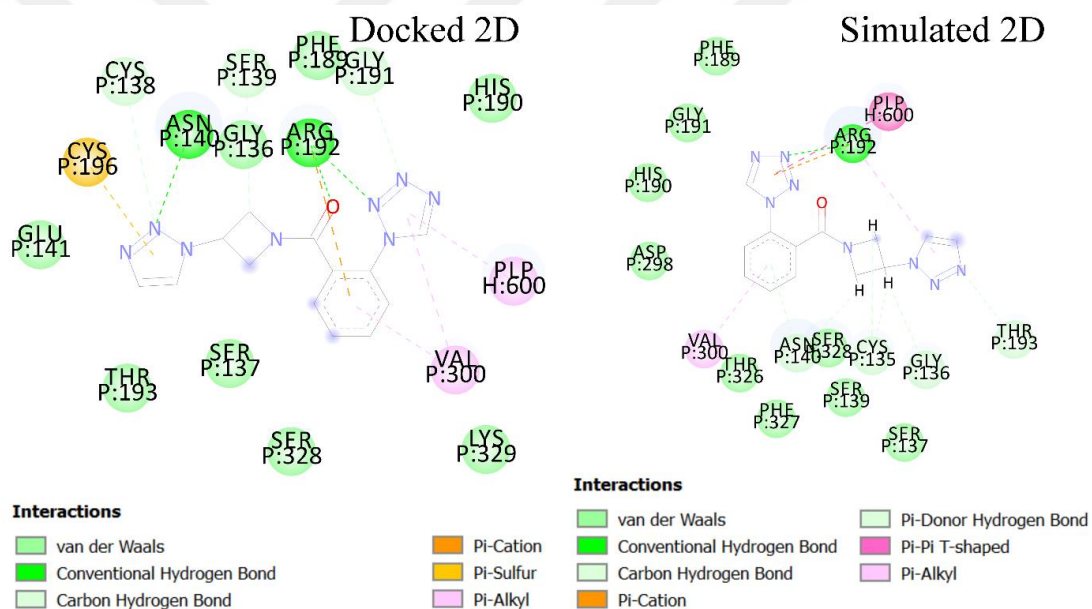 Docked 2D
CYS
P:138
SER
P:139
PHE
P:189
GLY
P:191
HIS
P:190
ASN
P:140
GLY
P:136
ARG
P:192
CYS
P:196
GLU
P:141
N
N
N
N
O
N
N
N
N
PLP
H:600
THR
P:193
SER
P:137
VAL
P:300
SER
P:328
LYS
P:329
Interactions
van der Waals
Conventional Hydrogen Bond
Carbon Hydrogen Bond
Pi-Cation
Pi-Sulfur
Pi-Alkyl
Simulated 2D
PHE
P:189
GLY
P:191
HIS
P:190
ASP
P:298
PLP
H:600
ARG
P:192
N
N
N
N
O
N
H
H
H
N
N
N
VAL
P:300
THR
P:326
PHE
P:327
ASN
P:140
SER
P:328
SER
P:139
CYS
P:135
GLY
P:136
SER
P:137
THR
P:193
Interactions
van der Waals
Conventional Hydrogen Bond
Carbon Hydrogen Bond
Pi-Cation
Pi-Donor Hydrogen Bond
Pi-Pi T-shaped
Pi-Alkyl